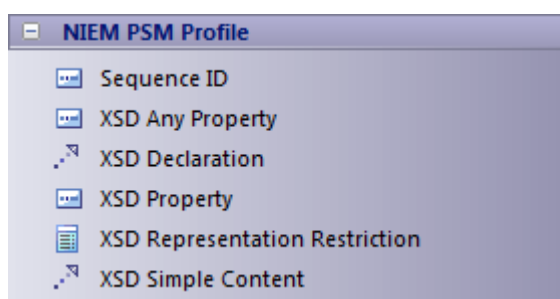 NIEM PSM Profile
Sequence ID
XSD Any Property
XSD Declaration
XSD Property
XSD Representation Restriction
XSD Simple Content